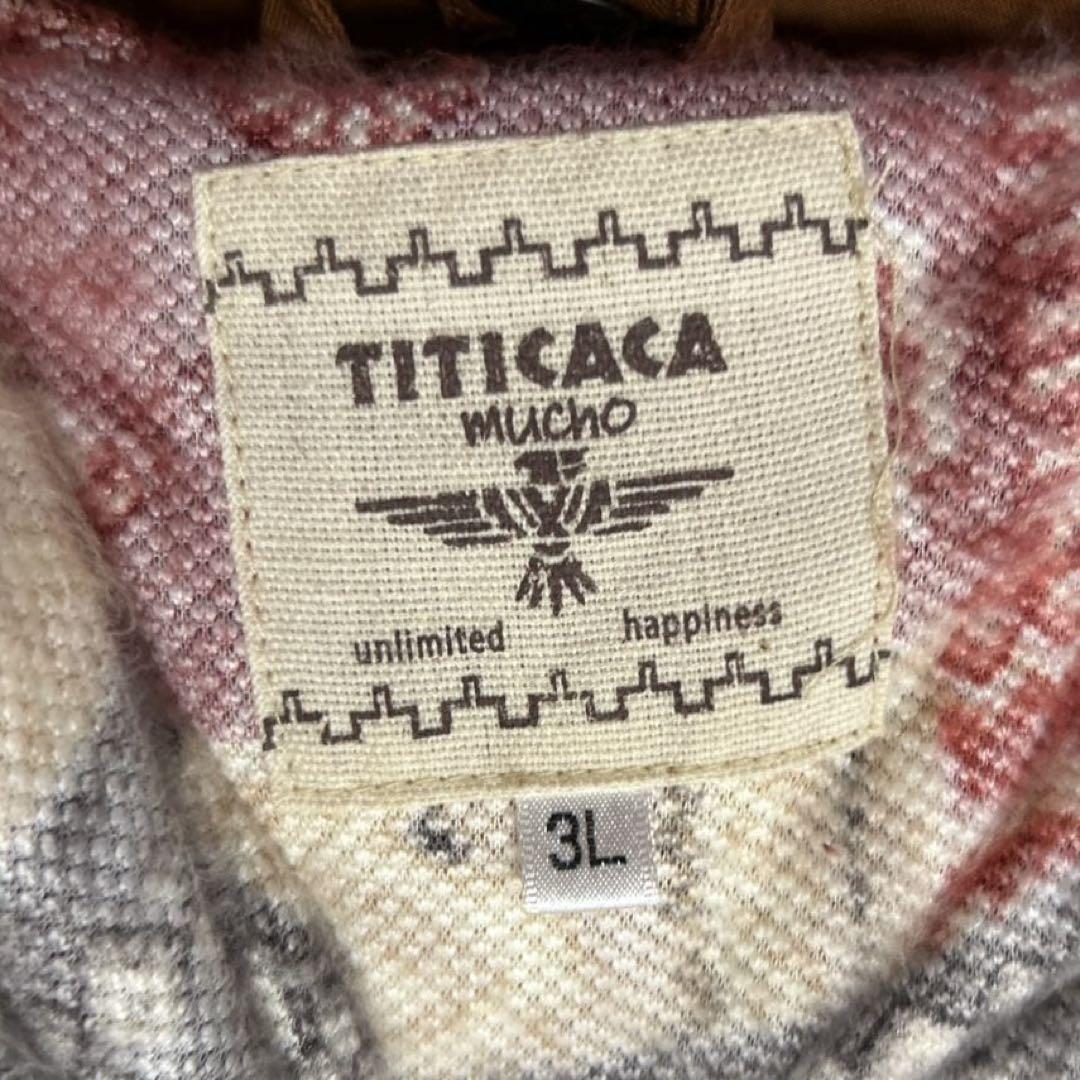 TITICACA
mucho
unlimited happiness
3L